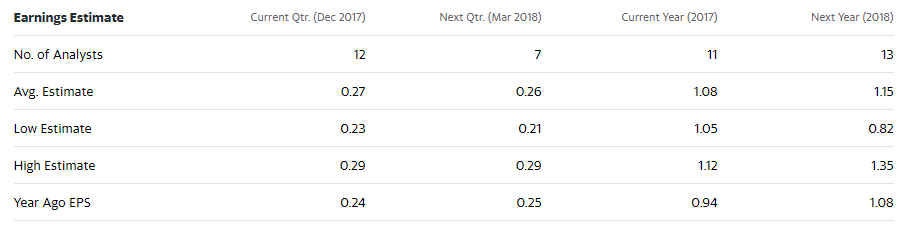 Earnings Estimate Current Qtr. (Dec 2017) Next Qtr. (Mar 2018) Current Year (2017) Next Year (2018)
No. of Analysts 12 7 11 13
Avg. Estimate 0.27 0.26 1.08 1.15
Low Estimate 0.23 0.21 1.05 0.82
High Estimate 0.29 0.29 1.12 1.35
Year Ago EPS 0.24 0.25 0.94 1.08